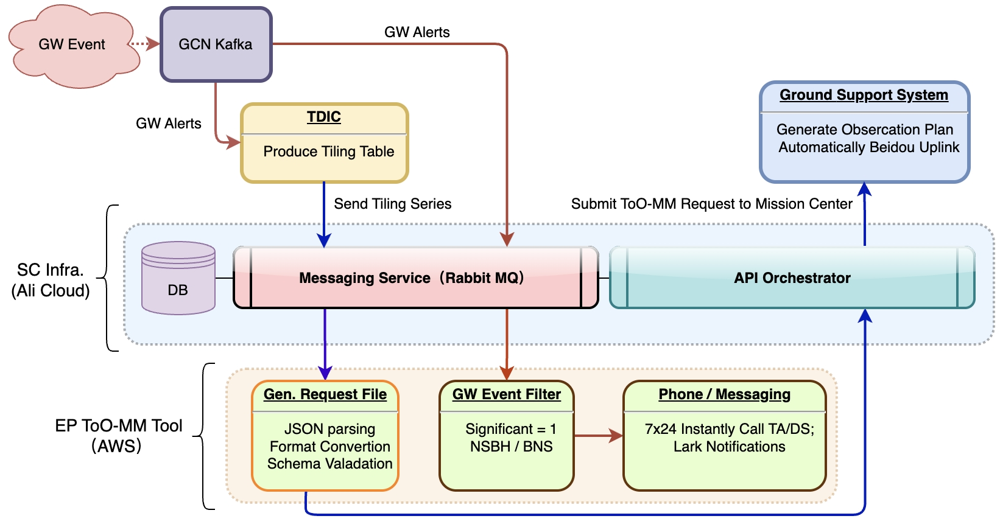 GW Event
GCN Kafka
GW Alerts
GW Alerts
TDIC
Produce Tiling Table
Ground Support System
Generate Obsercation Plan
Automatically Beidou Uplink
Send Tiling Series
Submit ToO-MM Request to Mission Center
SC Infra.
(Ali Cloud)
DB
Messaging Service（Rabbit MQ）
API Orchestrator
EP ToO-MM Tool
（AWS）
Gen. Request File
JSON parsing
Format Convertion
Schema Valadation
GW Event Filter
Significant = 1
NSBH / BNS
Phone / Messaging
7x24 Instantly Call TA/DS;
Lark Notifications